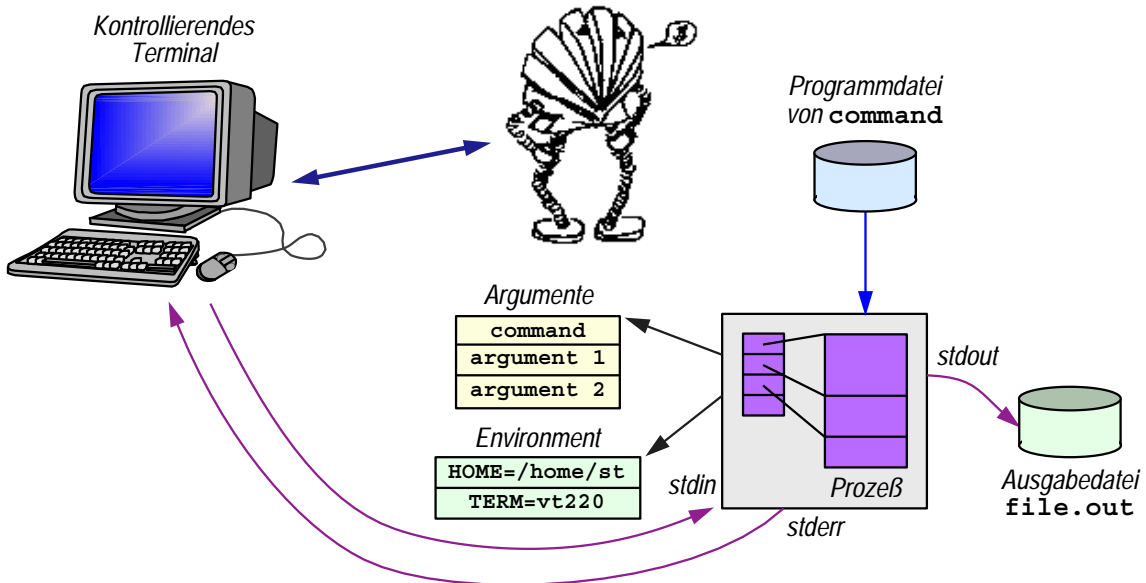 Kontrollierendes
Terminal
Programmdatei
von command
Argumente
command
argument 1
argument 2
Environment
HOME=/home/st
TERM=vt220
stdin
stderr
Prozeß
stdout
Ausgabedatei
file.out